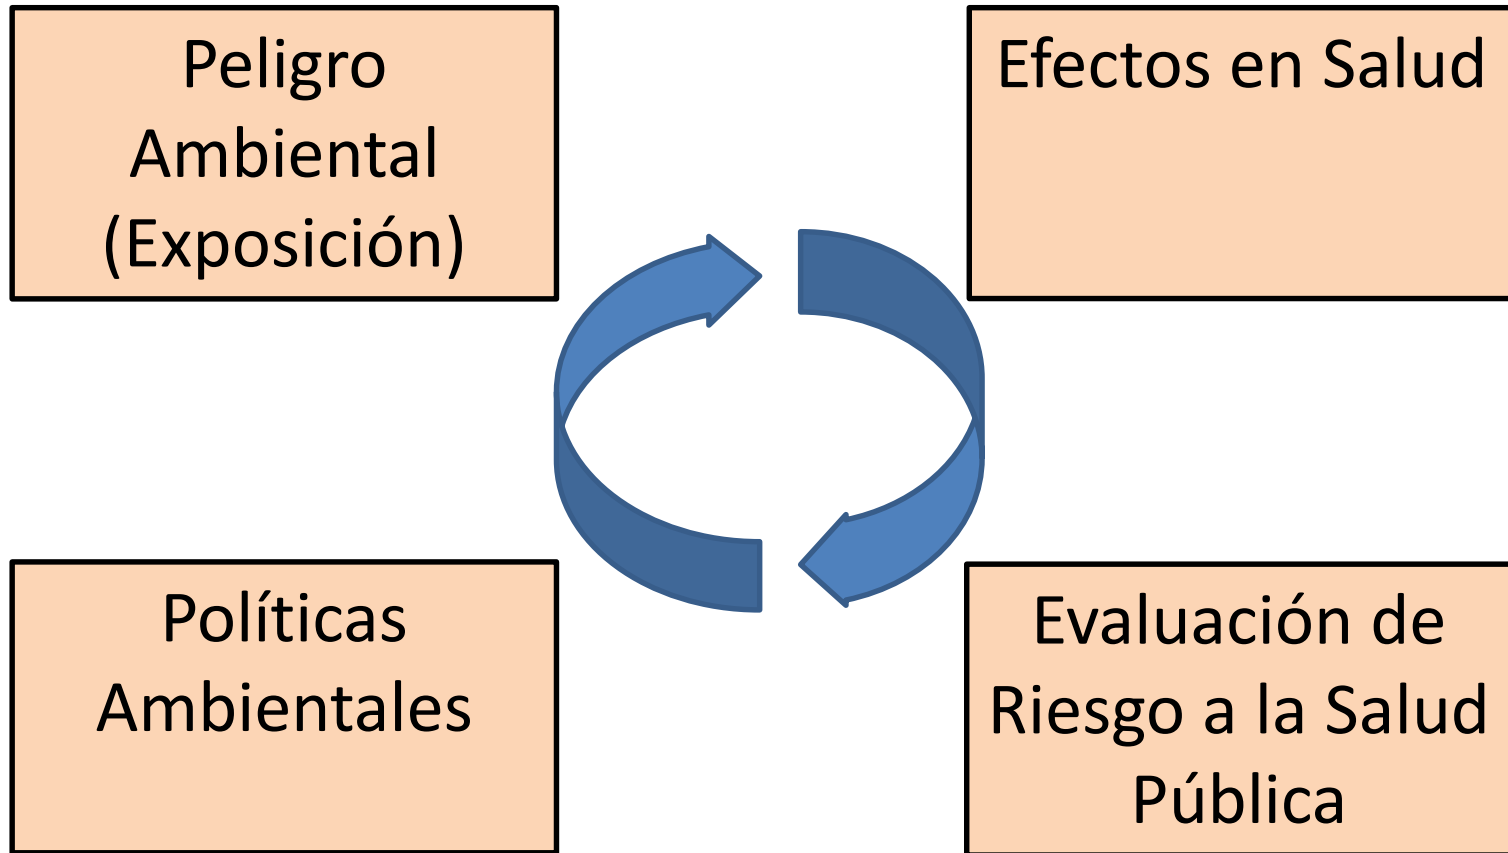 Peligro
Ambiental
(Exposición)
Efectos en Salud
Políticas
Ambientales
Evaluación de
Riesgo a la Salud
Pública